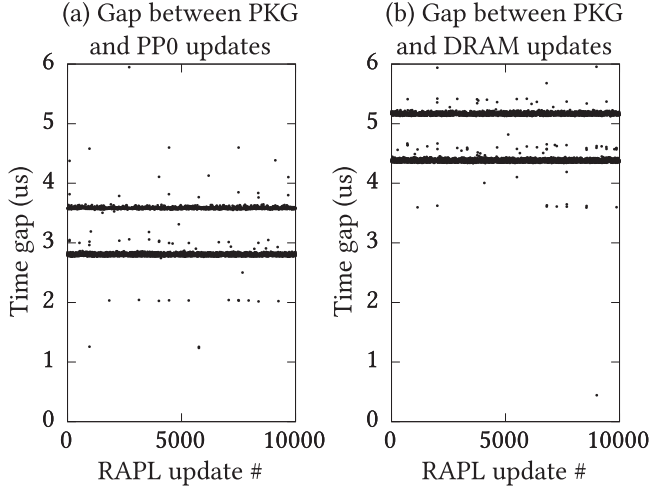 (a) Gap between PKG
and PP0 updates
6
5
4
3
2
1
0
Time gap (us)
0 5000 10000
RAPL update #
(b) Gap between PKG
and DRAM updates
6
5
4
3
2
1
0
Time gap (us)
0 5000 10000
RAPL update #